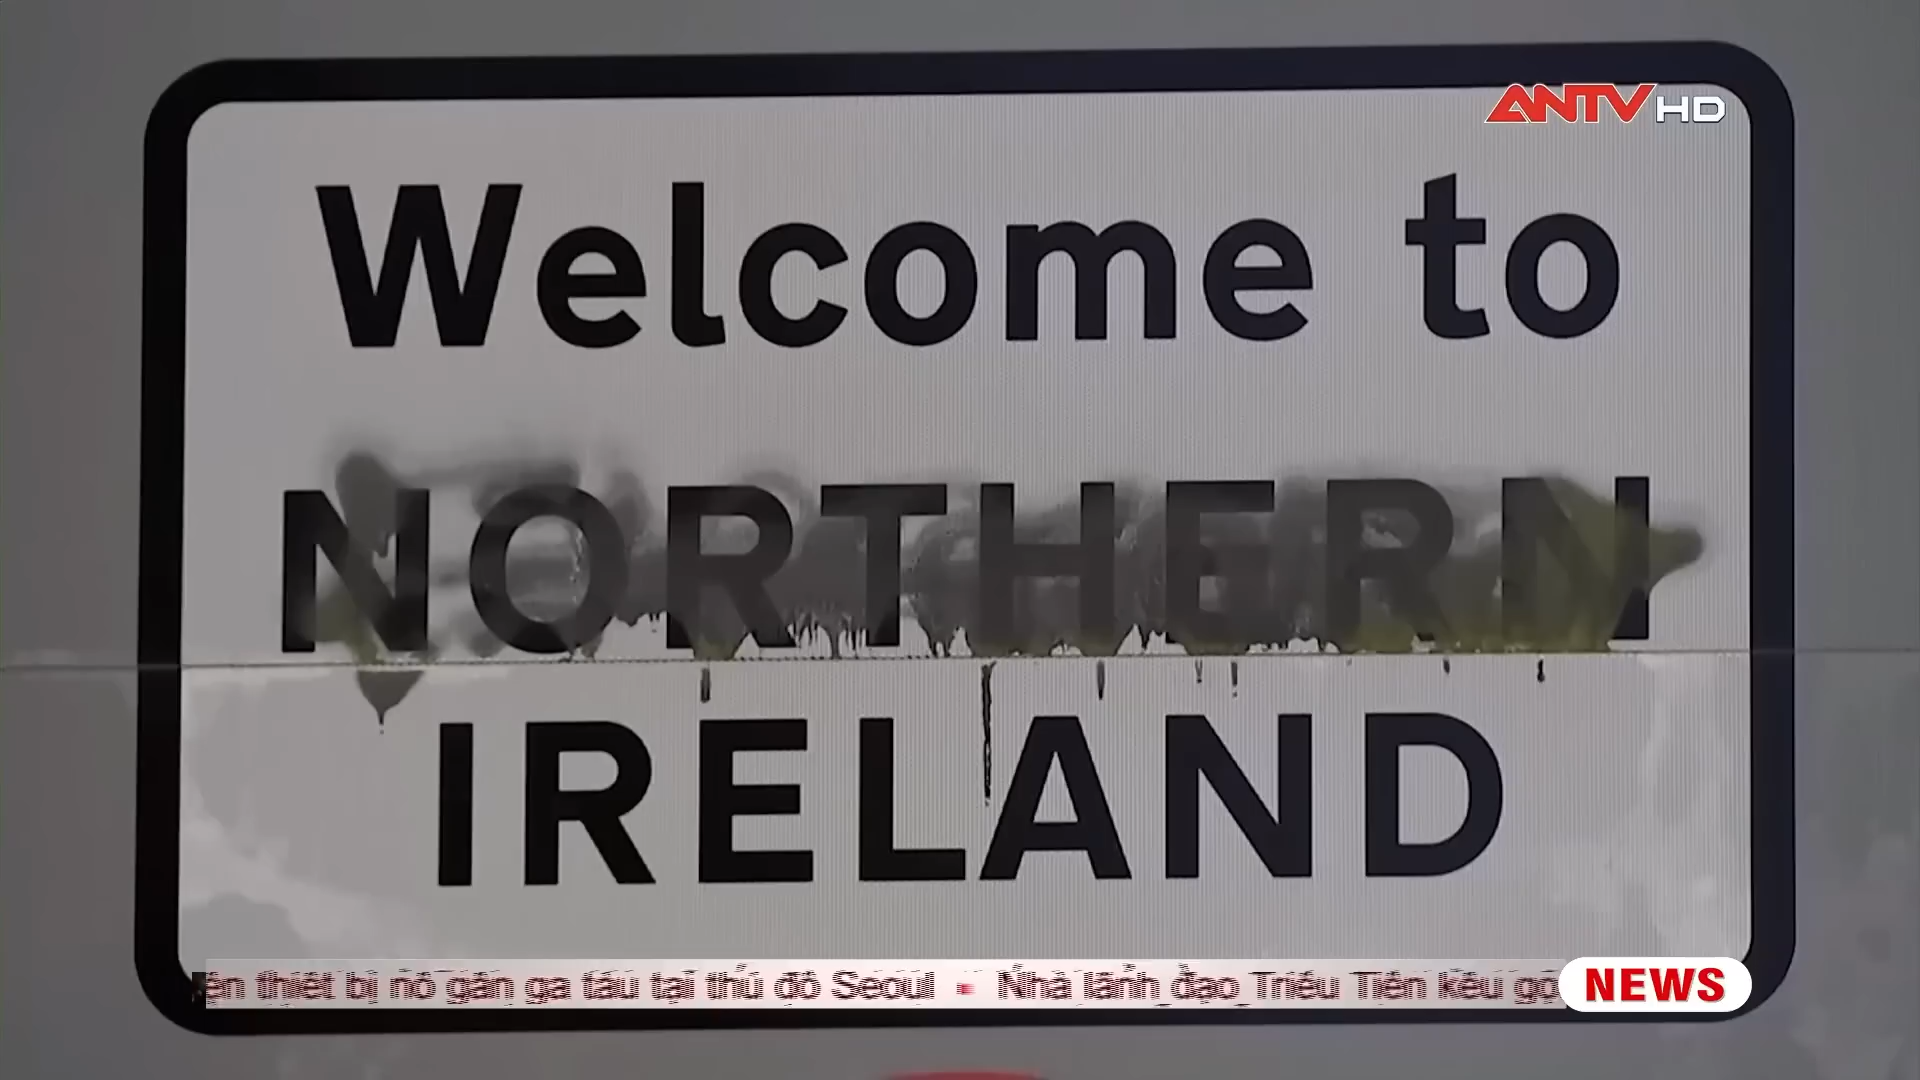 ANTV HD
Welcome to
NORTHERN
IRELAND
thiết bị nổ gần ga tàu tại thủ đô Seoul ▪ Nhà lãnh đạo Triều Tiên kêu gọi
NEWS